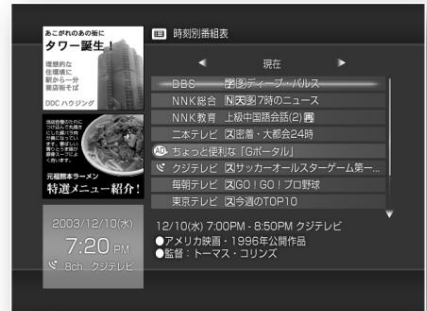 あこがれのあの街に
タワー誕生！
理想的な
住環境に
駅から一分
商店街そば
DDC ハウジング
元祖熊本ラーメン
特選メニュー紹介！
2003/12/10(水)
7:20 PM
8ch クジテレビ
時刻別番組表
◀ 現在 ▶
DBS 字図ディープ・パルス
NNK総合 N天図7時のニュース
NNK教育 上級中国語会話(2) 再
二本テレビ 図密着・大都会24時
AD ちょっと便利な「Gポータル」
クジテレビ 図サッカーオールスターゲーム第一...
毎朝テレビ 図GO！GO！プロ野球
東京テレビ 図今週のTOP10
12/10(水) 7:00PM - 8:50PM クジテレビ
●アメリカ映画・1996年公開作品
●監督：トーマス・コリンズ